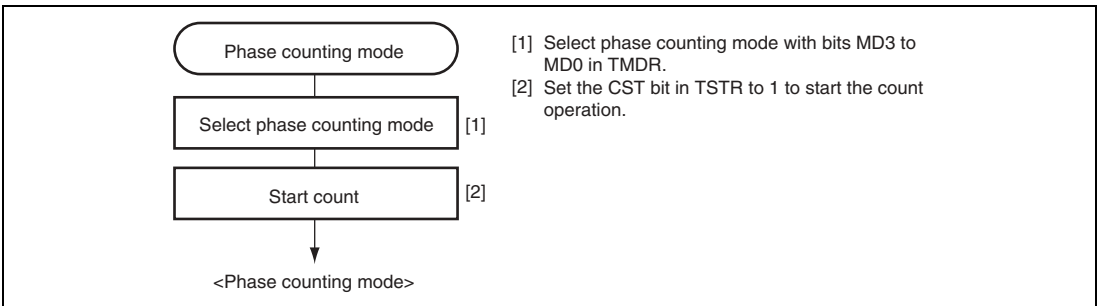 Phase counting mode
Select phase counting mode
[1]
Start count
[2]
<Phase counting mode>
[1] Select phase counting mode with bits MD3 to
MD0 in TMDR.
[2] Set the CST bit in TSTR to 1 to start the count
operation.